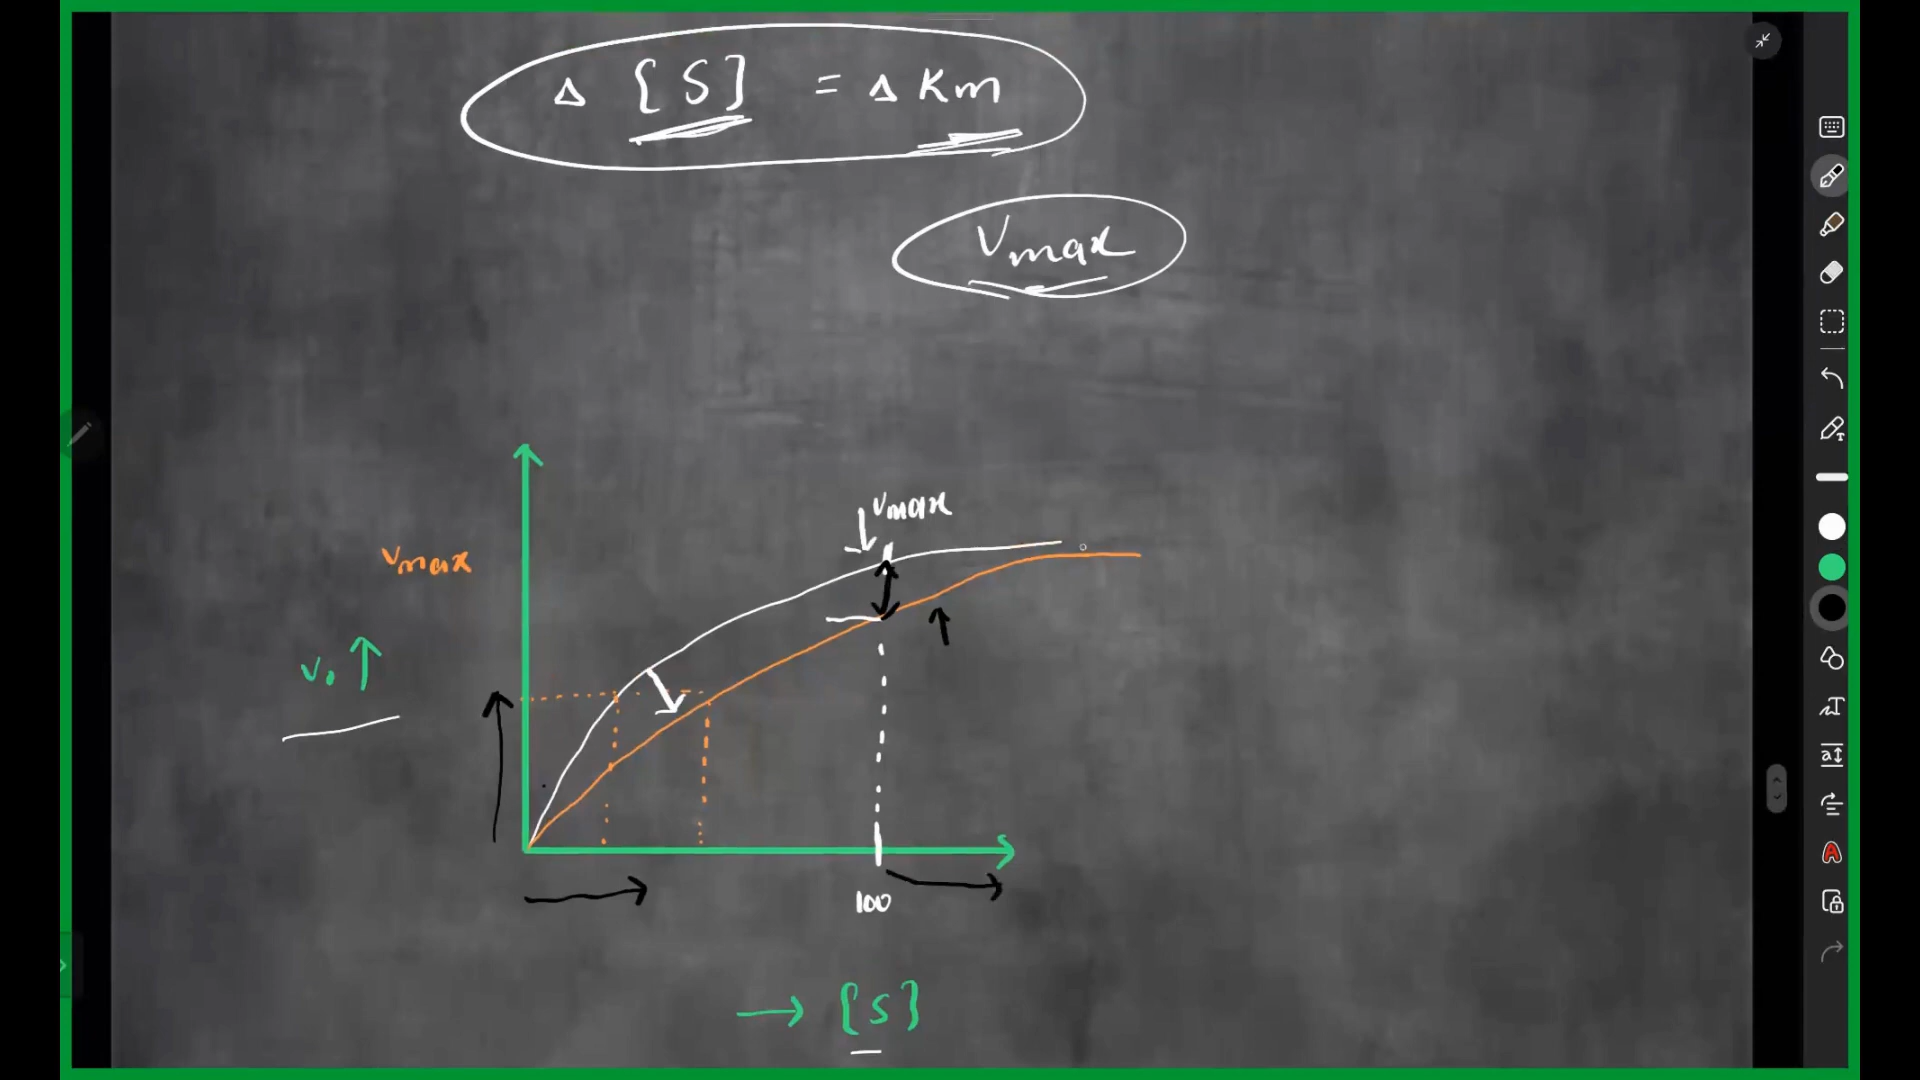 Δ [S] = Δ Km
Vmax
Vmax
Vmax
V₀ ↑
100
→ [S]